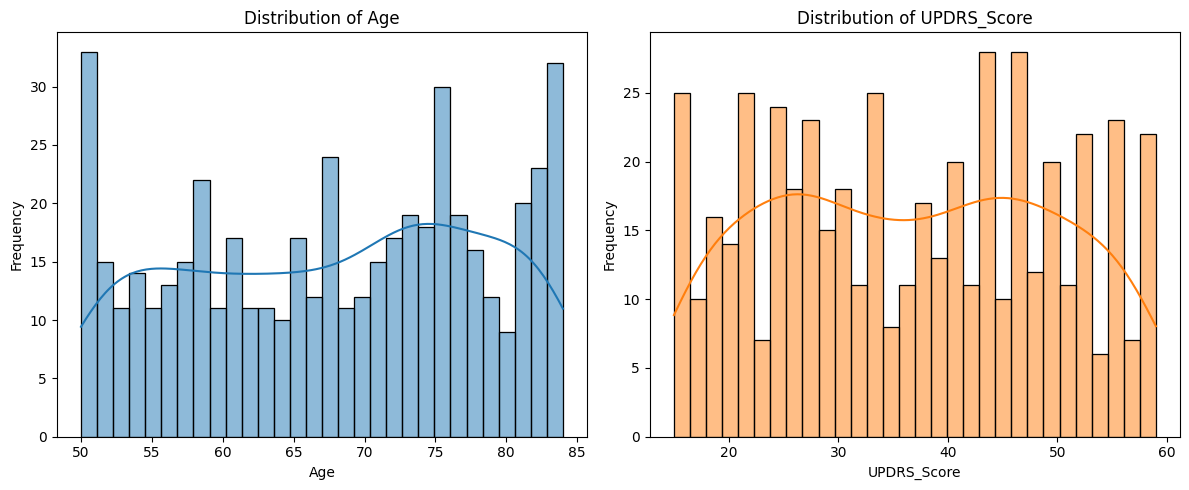 Distribution of Age
Frequency
30
25
20
15
10
5
0
50 55 60 65 70 75 80 85
Age
Distribution of UPDRS_Score
Frequency
25
20
15
10
5
0
20 30 40 50 60
UPDRS_Score